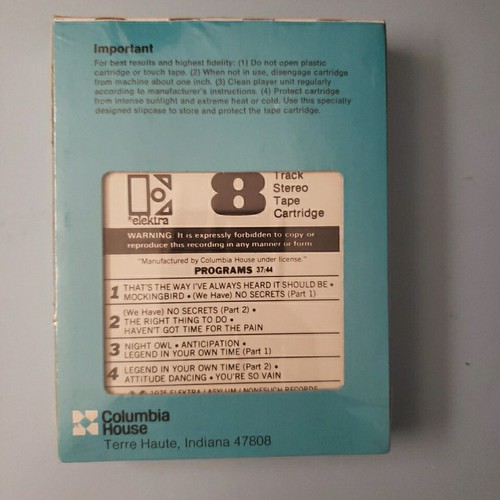 Important
For best results and highest fidelity: (1) Do not open plastic
cartridge or touch tape. (2) When not in use, disengage cartridge
from machine about one inch. (3) Clean player unit regularly
according to manufacturer's instructions. (4) Protect cartridge
from intense sunlight and extreme heat or cold. Use this specially
designed slipcase to store and protect the tape cartridge.
elektra
8
Track
Stereo
Tape
Cartridge
WARNING: It is expressly forbidden to copy or
reproduce this recording in any manner or form
"Manufactured by Columbia House under license."
PROGRAMS 37:44
1 THAT'S THE WAY I'VE ALWAYS HEARD IT SHOULD BE •
MOCKINGBIRD • (We Have) NO SECRETS (Part 1)
2 (We Have) NO SECRETS (Part 2) •
THE RIGHT THING TO DO •
HAVEN'T GOT TIME FOR THE PAIN
3 NIGHT OWL • ANTICIPATION •
LEGEND IN YOUR OWN TIME (Part 1)
4 LEGEND IN YOUR OWN TIME (Part 2) •
ATTITUDE DANCING • YOU'RE SO VAIN
1975 ELEKTRA / ASYLUM / NONESUCH RECORDS
Columbia
House
Terre Haute, Indiana 47808